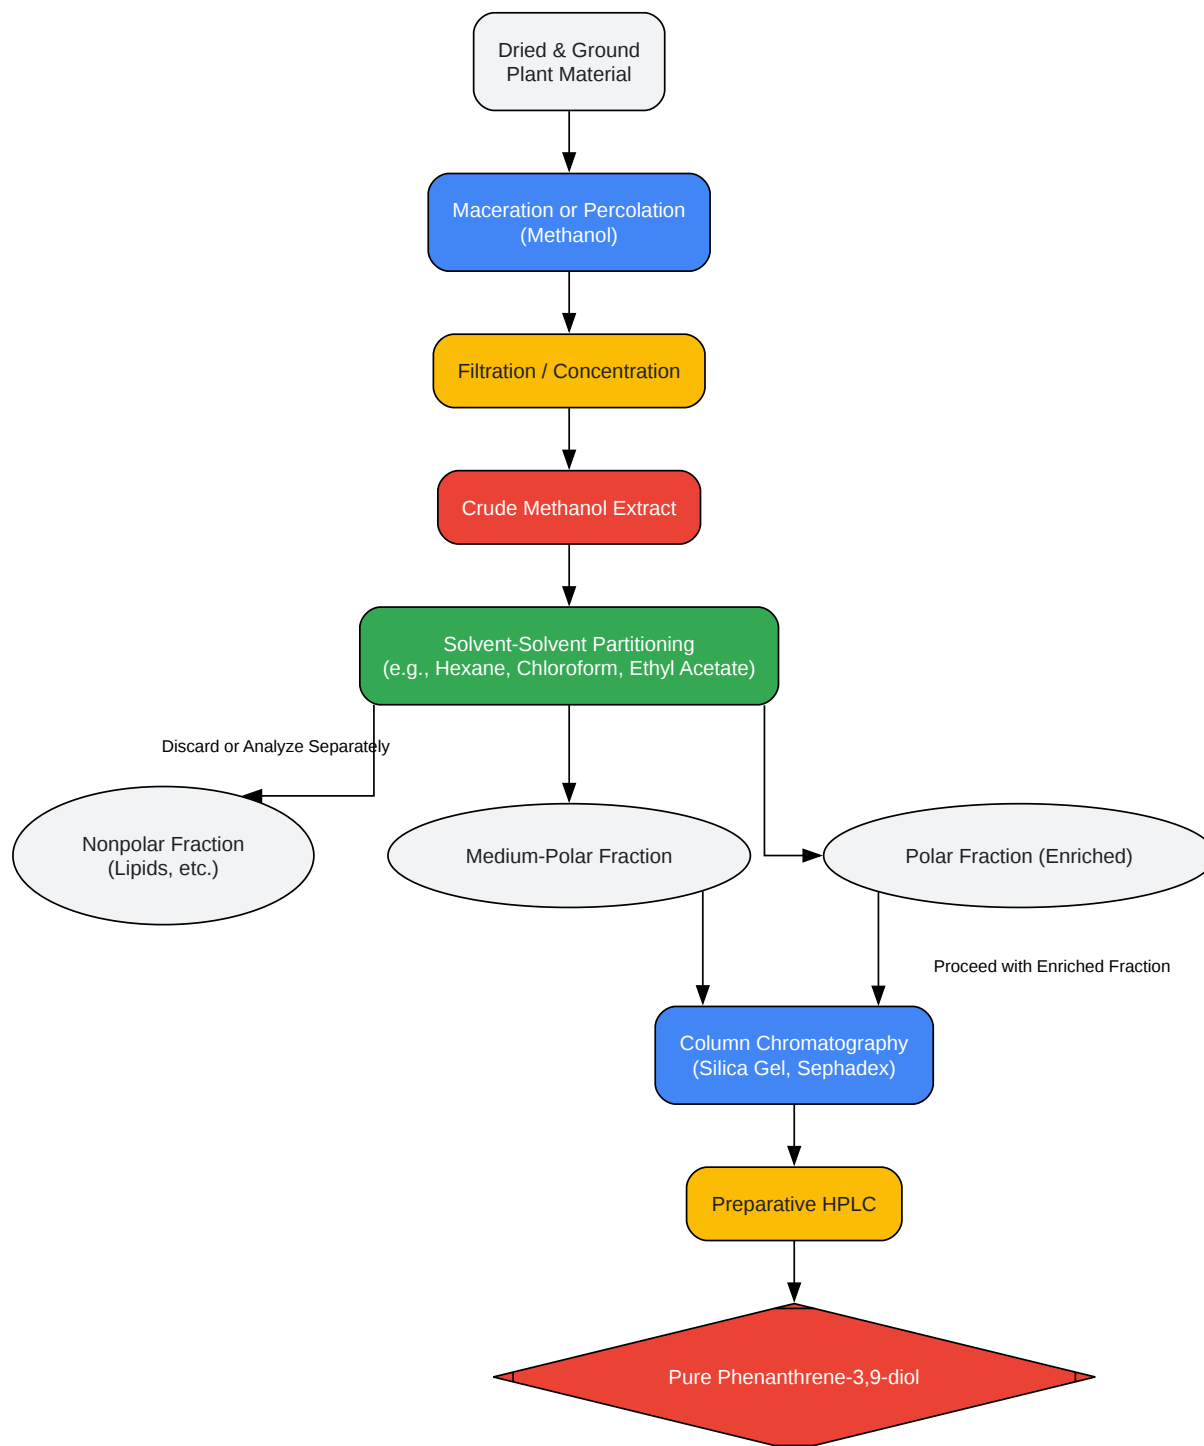 Dried & Ground
Plant Material
Maceration or Percolation
(Methanol)
Filtration / Concentration
Crude Methanol Extract
Solvent-Solvent Partitioning
(e.g., Hexane, Chloroform, Ethyl Acetate)
Discard or Analyze Separately
Nonpolar Fraction
(Lipids, etc.)
Medium-Polar Fraction
Polar Fraction (Enriched)
Proceed with Enriched Fraction
Column Chromatography
(Silica Gel, Sephadex)
Preparative HPLC
Pure Phenanthrene-3,9-diol